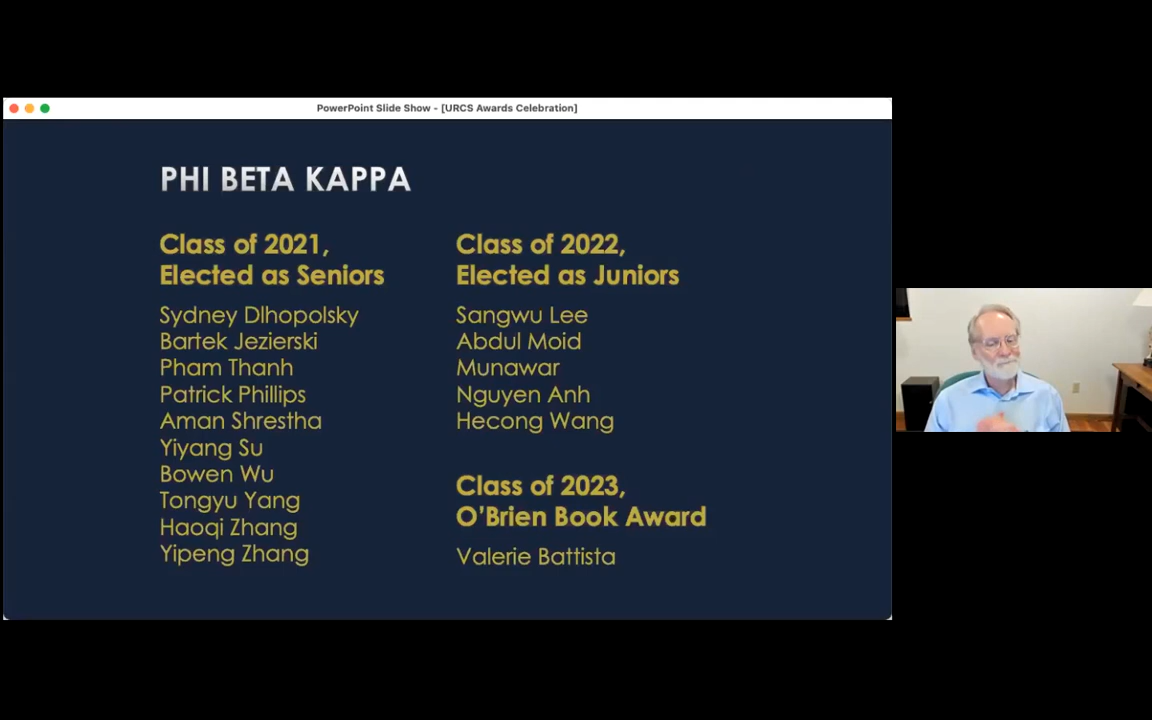 PowerPoint Slide Show - [URCS Awards Celebration]
PHI BETA KAPPA
Class of 2021,
Elected as Seniors
Sydney Dlhopolsky
Bartek Jezierski
Pham Thanh
Patrick Phillips
Aman Shrestha
Yiyang Su
Bowen Wu
Tongyu Yang
Haoqi Zhang
Yipeng Zhang
Class of 2022,
Elected as Juniors
Sangwu Lee
Abdul Moid
Munawar
Nguyen Anh
Hecong Wang
Class of 2023,
O’Brien Book Award
Valerie Battista